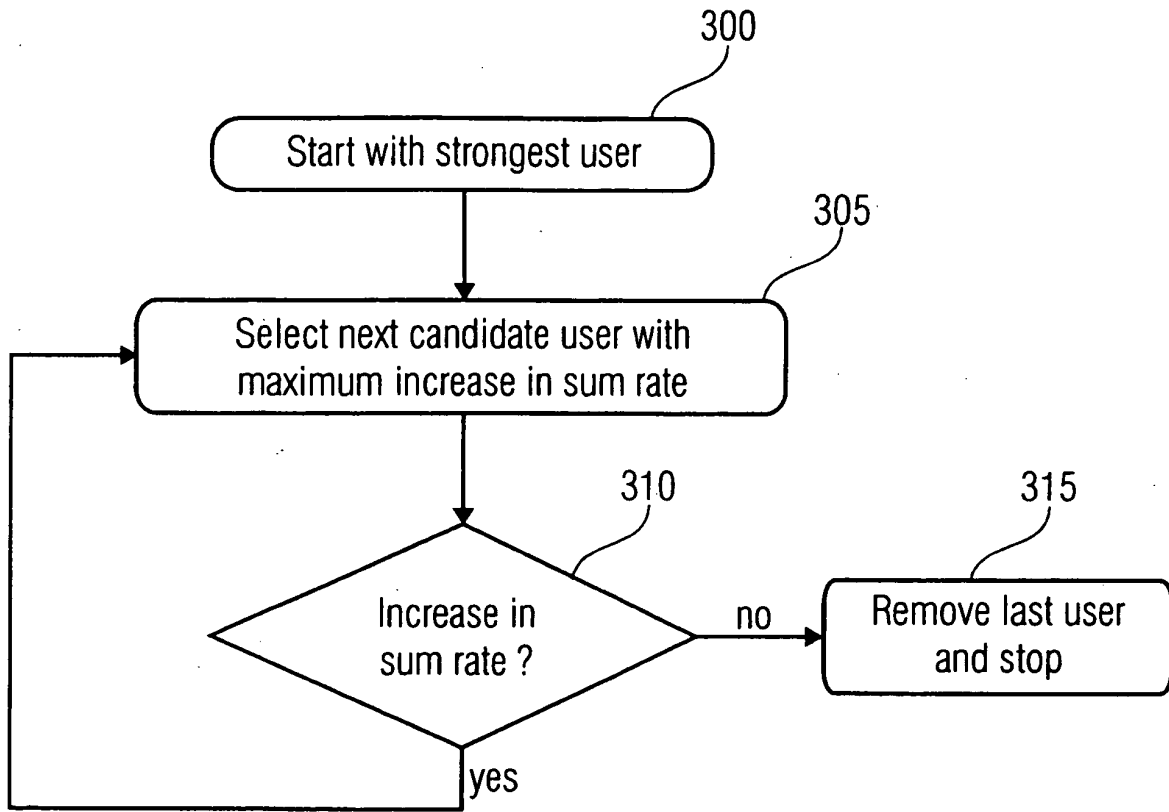 300
Start with strongest user
305
Select next candidate user with
maximum increase in sum rate
310
315
Increase in
sum rate ?
no
Remove last user
and stop
yes